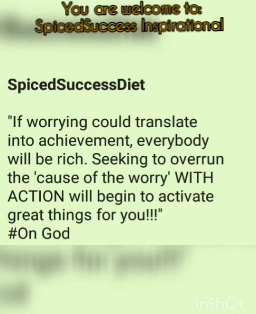 You are welcome to:
SpicedSuccess Inspirational
SpicedSuccessDiet
"If worrying could translate
into achievement, everybody
will be rich. Seeking to overrun
the 'cause of the worry' WITH
ACTION will begin to activate
great things for you!!!"
#On God
InShOt